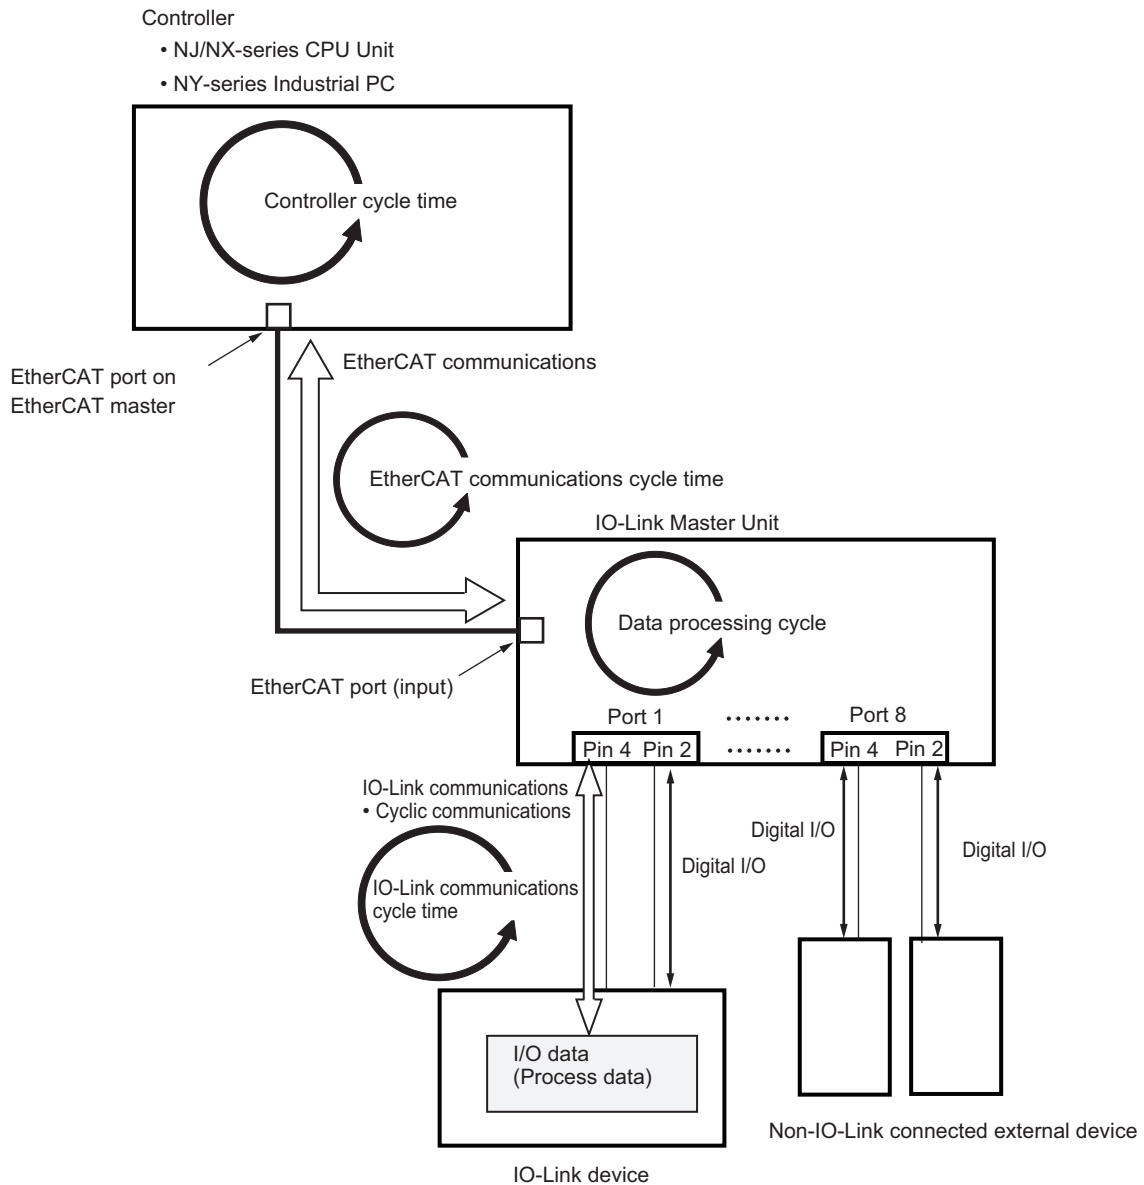 Controller
• NJ/NX-series CPU Unit
• NY-series Industrial PC
Controller cycle time
EtherCAT port on
EtherCAT master
EtherCAT communications
EtherCAT communications cycle time
IO-Link Master Unit
Data processing cycle
EtherCAT port (input)
Port 1 ....... Port 8
Pin 4 Pin 2 ....... Pin 4 Pin 2
IO-Link communications
• Cyclic communications
IO-Link communications
cycle time
Digital I/O
Digital I/O
Digital I/O
I/O data
(Process data)
IO-Link device
Non-IO-Link connected external device